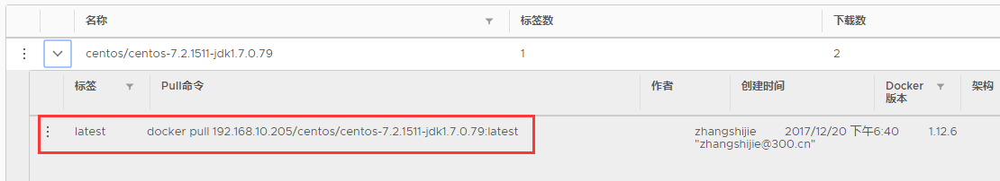 名称 标签数 下载数
centos/centos-7.2.1511-jdk1.7.0.79 1 2
标签 Pull命令 作者 创建时间 Docker 版本 架构
latest docker pull 192.168.10.205/centos/centos-7.2.1511-jdk1.7.0.79:latest zhangshijie 2017/12/20 下午6:40 1.12.6
"zhangshijie@300.cn"